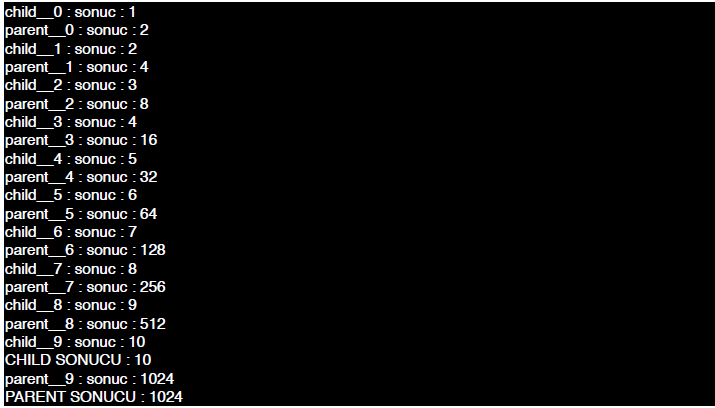 child__0 : sonuc : 1
parent__0 : sonuc : 2
child__1 : sonuc : 2
parent__1 : sonuc : 4
child__2 : sonuc : 3
parent__2 : sonuc : 8
child__3 : sonuc : 4
parent__3 : sonuc : 16
child__4 : sonuc : 5
parent__4 : sonuc : 32
child__5 : sonuc : 6
parent__5 : sonuc : 64
child__6 : sonuc : 7
parent__6 : sonuc : 128
child__7 : sonuc : 8
parent__7 : sonuc : 256
child__8 : sonuc : 9
parent__8 : sonuc : 512
child__9 : sonuc : 10
CHILD SONUCU : 10
parent__9 : sonuc : 1024
PARENT SONUCU : 1024